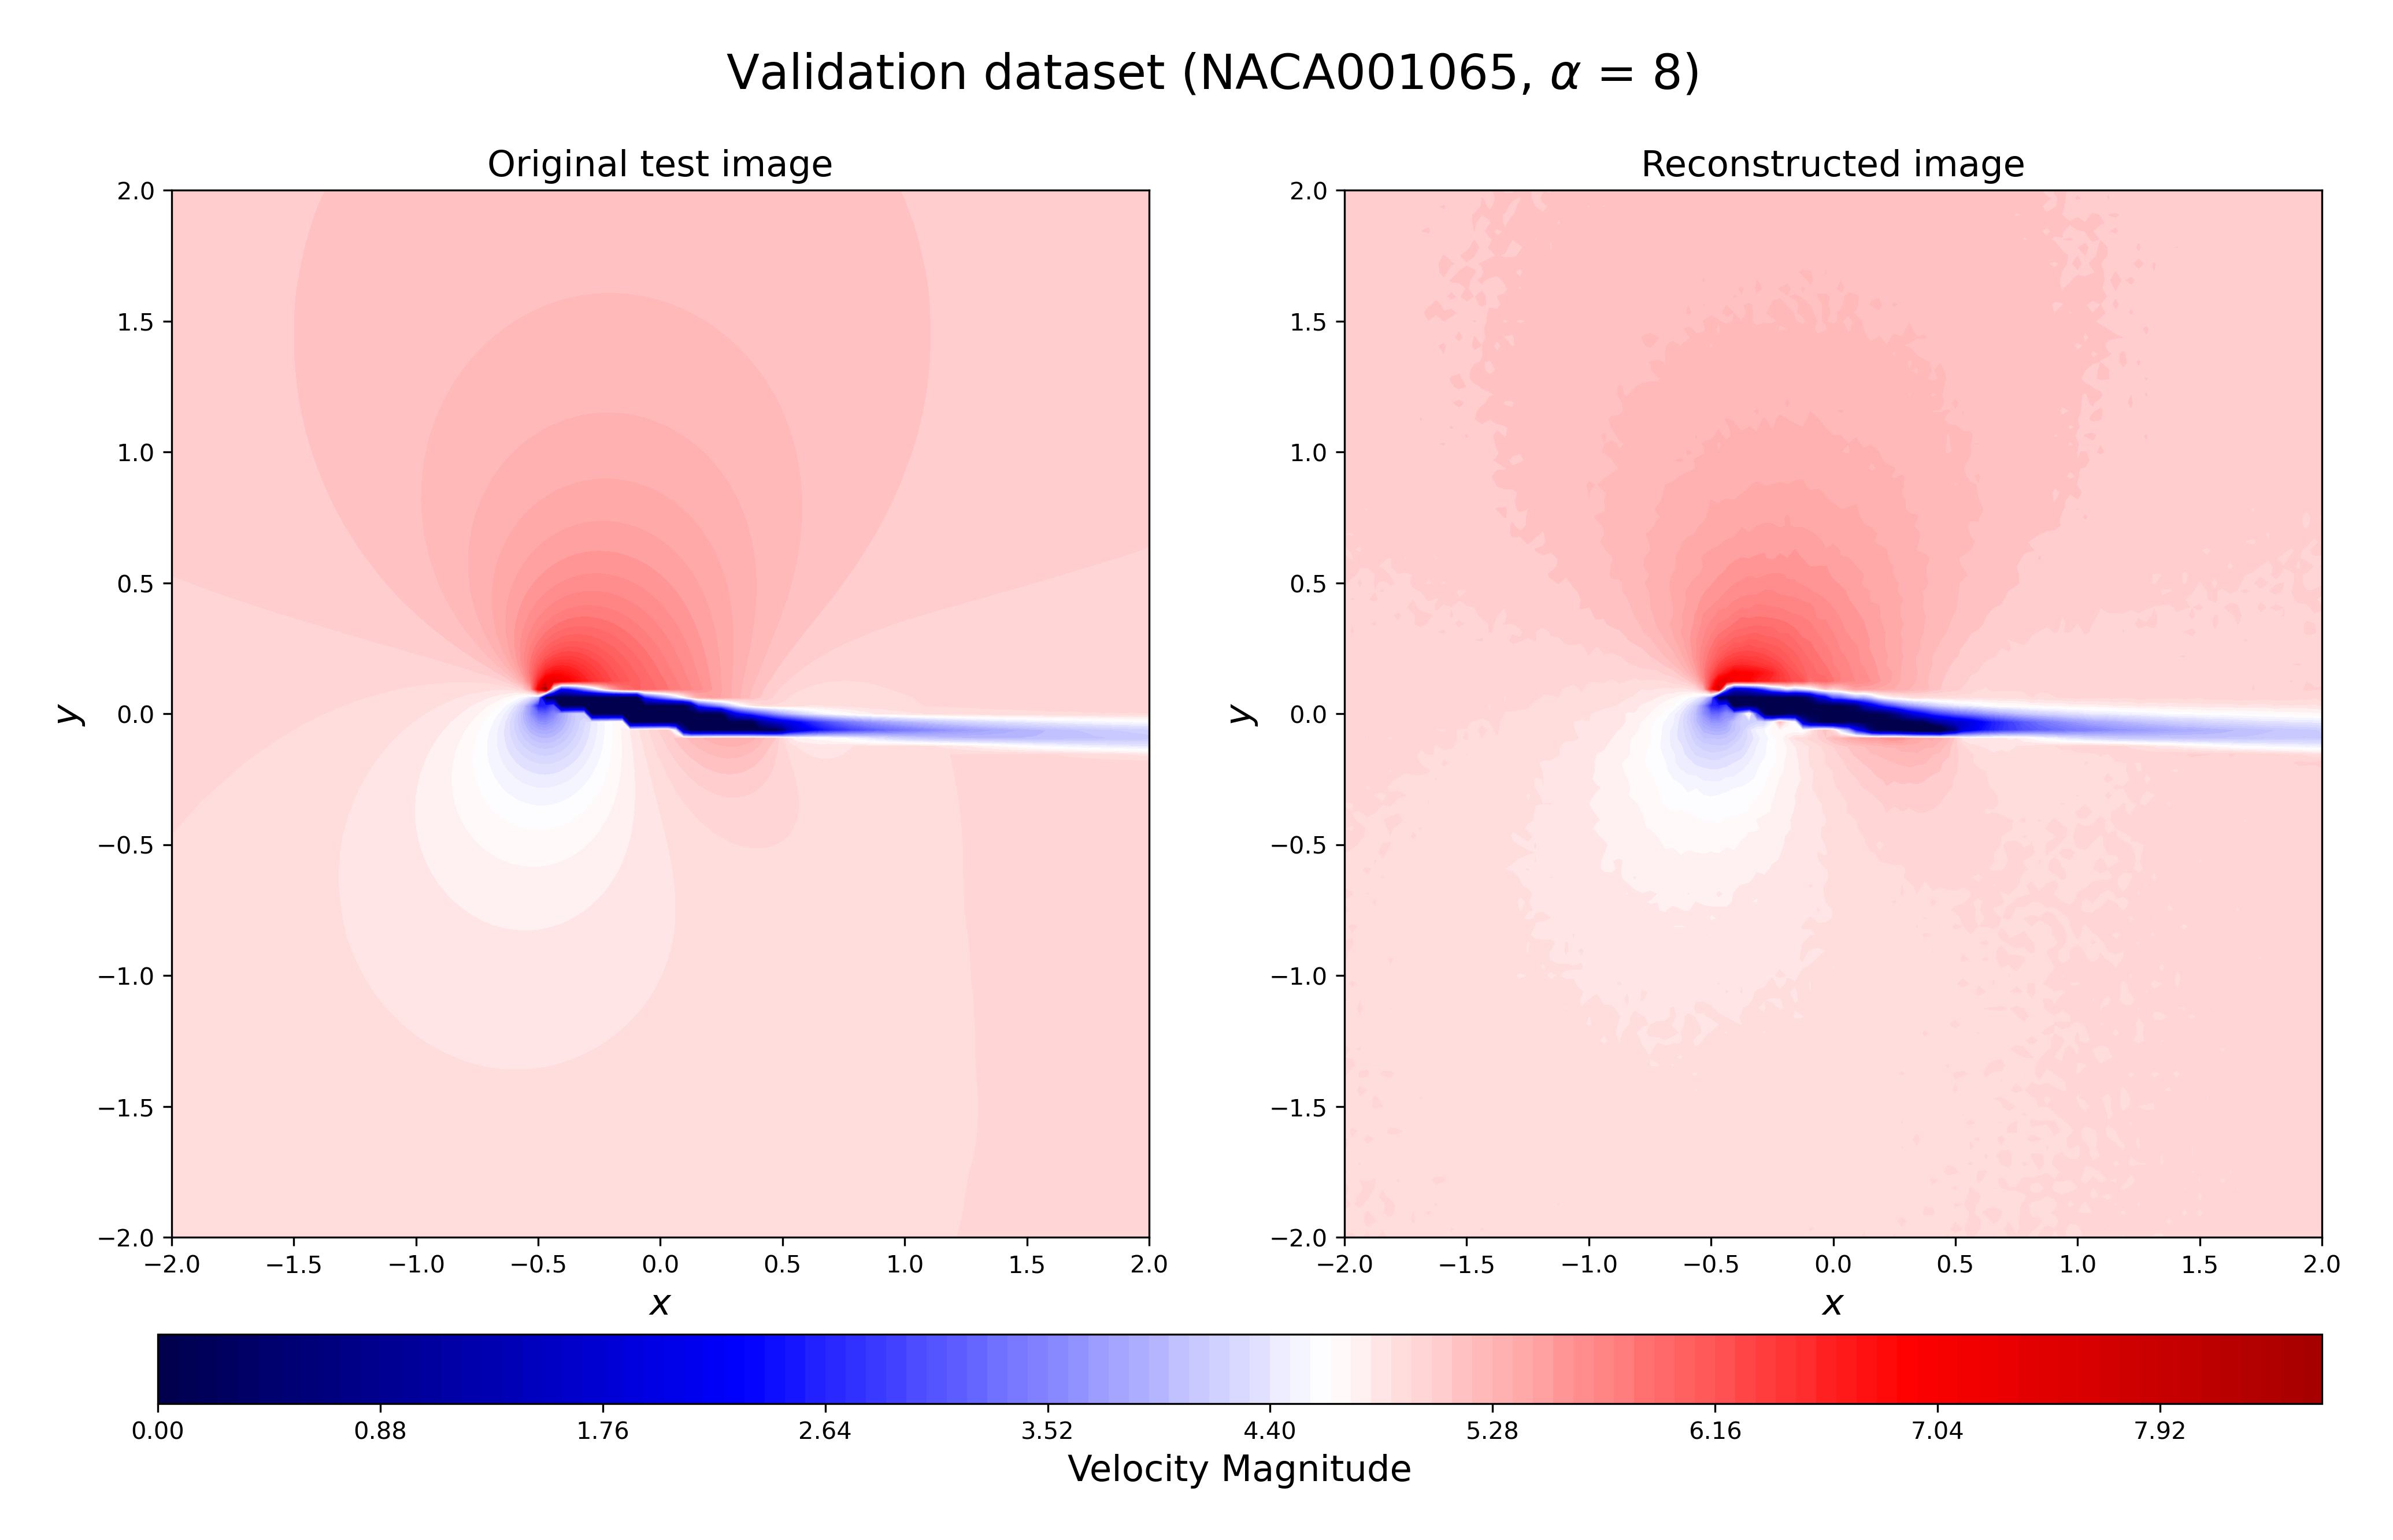 Validation dataset (NACA001065, α = 8)
Original test image
Reconstructed image
2.0
1.5
1.0
0.5
0.0
−0.5
−1.0
−1.5
−2.0
y
−2.0 −1.5 −1.0 −0.5 0.0 0.5 1.0 1.5 2.0
x
2.0
1.5
1.0
0.5
0.0
−0.5
−1.0
−1.5
−2.0
y
−2.0 −1.5 −1.0 −0.5 0.0 0.5 1.0 1.5 2.0
x
0.00 0.88 1.76 2.64 3.52 4.40 5.28 6.16 7.04 7.92
Velocity Magnitude